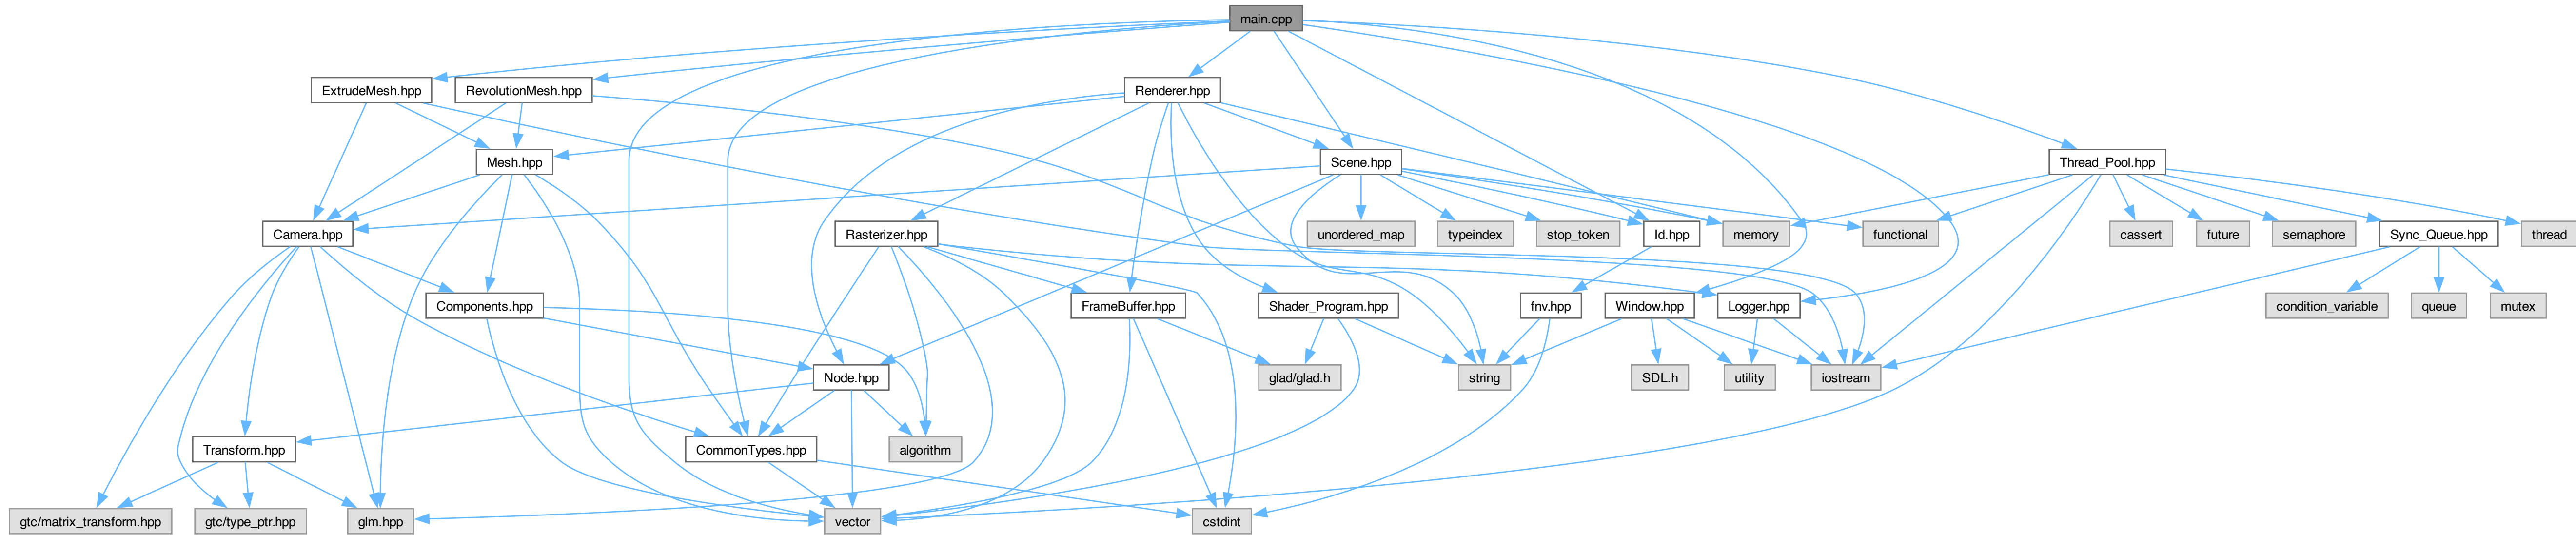 main.cpp
ExtrudeMesh.hpp
RevolutionMesh.hpp
Renderer.hpp
Mesh.hpp
Scene.hpp
Thread_Pool.hpp
Camera.hpp
Rasterizer.hpp
unordered_map
typeindex
stop_token
Id.hpp
memory
functional
cassert
future
semaphore
Sync_Queue.hpp
thread
Components.hpp
FrameBuffer.hpp
Shader_Program.hpp
fnv.hpp
Window.hpp
Logger.hpp
condition_variable
queue
mutex
Node.hpp
glad/glad.h
string
SDL.h
utility
iostream
Transform.hpp
CommonTypes.hpp
algorithm
gtc/matrix_transform.hpp
gtc/type_ptr.hpp
glm.hpp
vector
cstdint